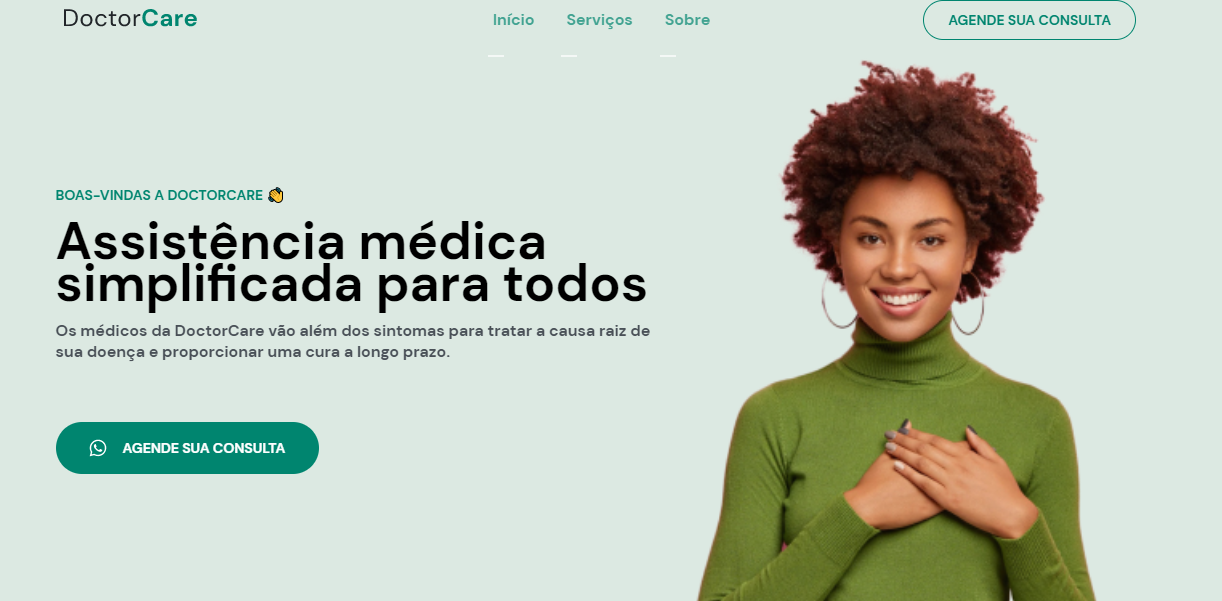 DoctorCare
Início Serviços Sobre
AGENDE SUA CONSULTA
BOAS-VINDAS A DOCTORCARE 👏
Assistência médica
simplificada para todos
Os médicos da DoctorCare vão além dos sintomas para tratar a causa raiz de
sua doença e proporcionar uma cura a longo prazo.
AGENDE SUA CONSULTA